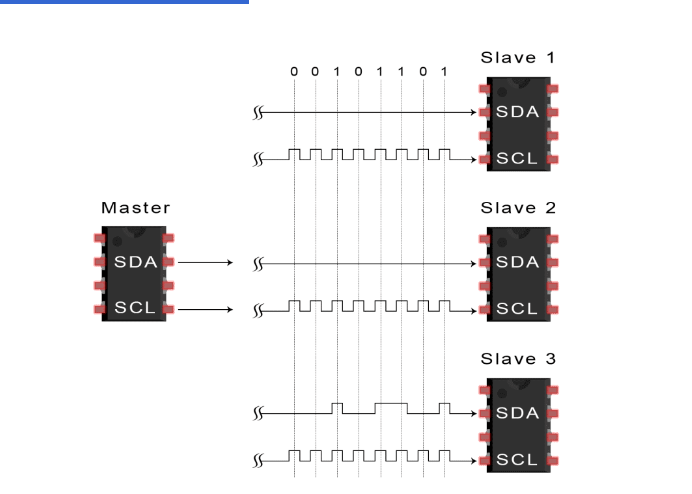 Slave 1
0 0 1 0 1 1 0 1
SDA
SCL
Master
SDA
SCL
Slave 2
SDA
SCL
Slave 3
SDA
SCL